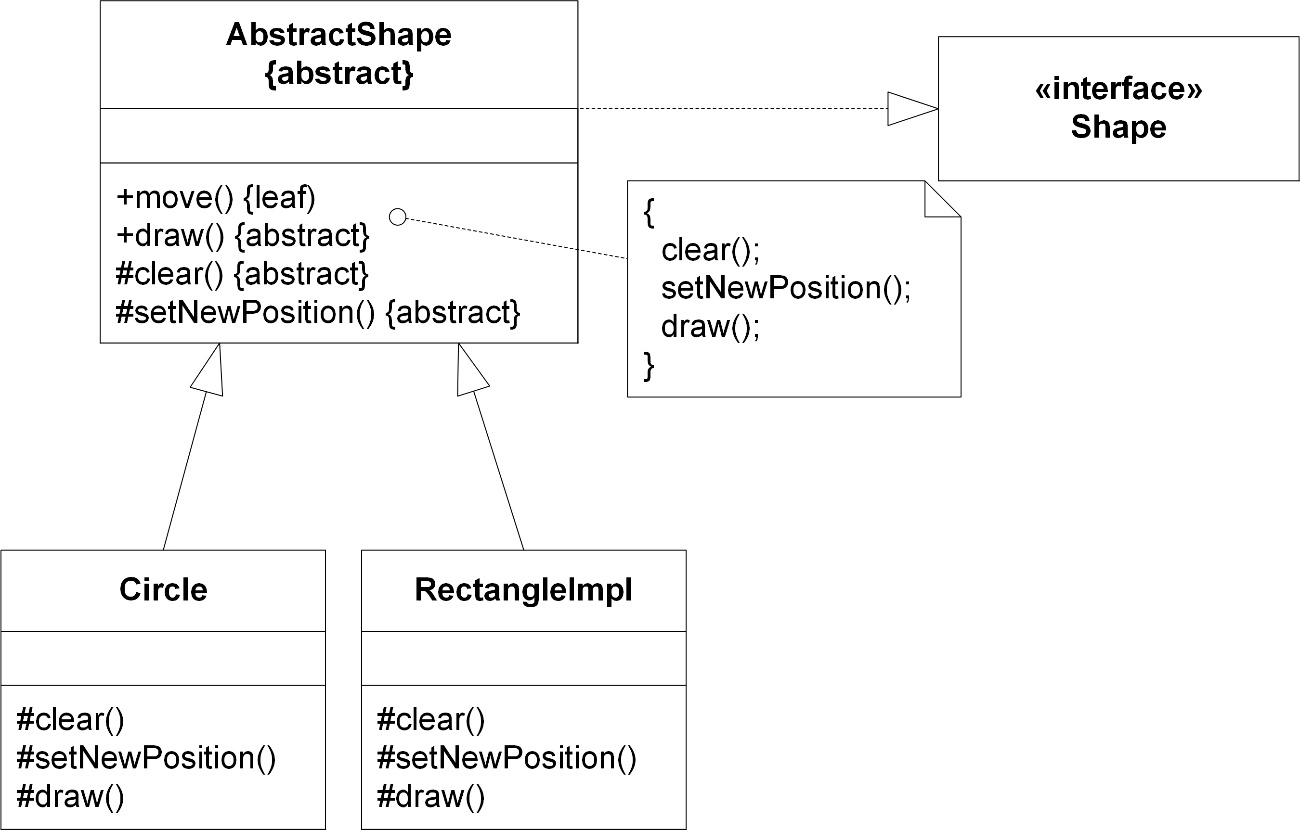 AbstractShape
{abstract}
+move() {leaf)
+draw() {abstract}
#clear() {abstract}
#setNewPosition() {abstract}
«interface»
Shape
{
clear();
setNewPosition();
draw();
}
Circle
#clear()
#setNewPosition()
#draw()
RectangleImpl
#clear()
#setNewPosition()
#draw()